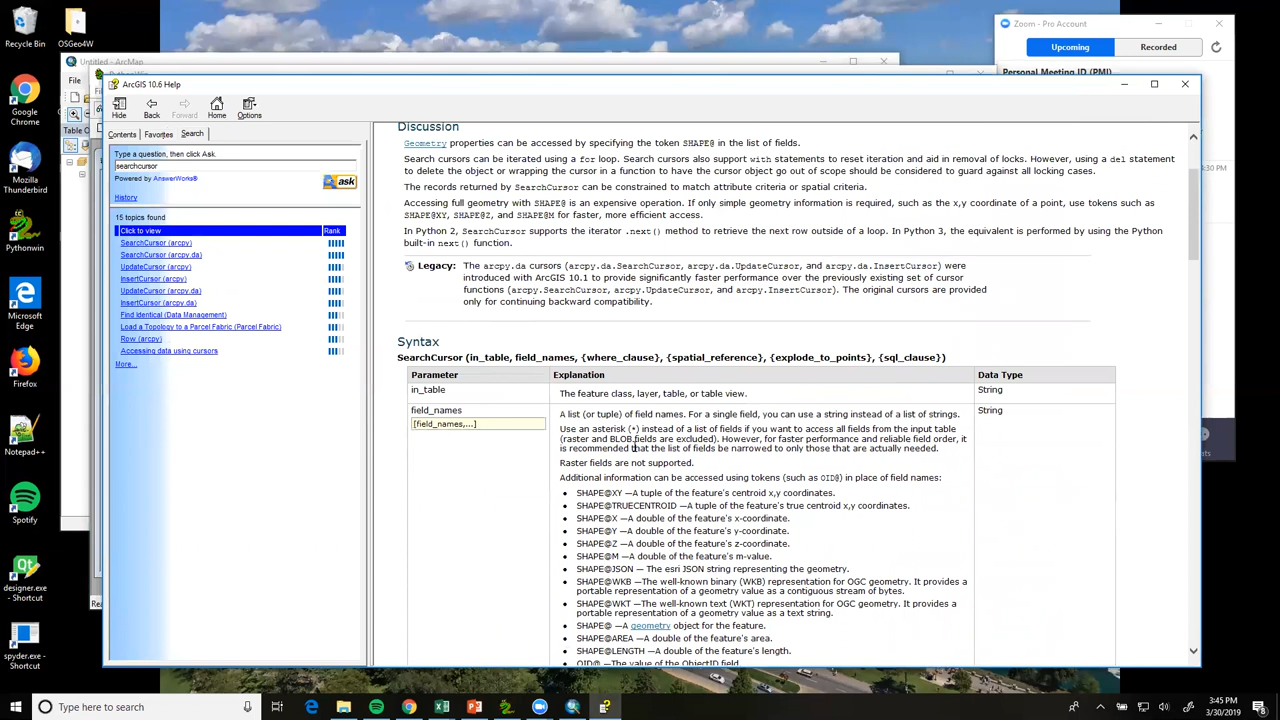 Recycle Bin
OSGeo4W
Google Chrome
Mozilla Thunderbird
Pythonwin
Microsoft Edge
Firefox
Notepad++
Spotify
designer.exe - Shortcut
spyder.exe - Shortcut
Untitled - ArcMap
File
Table O
Zoom - Pro Account
Upcoming
Recorded
Personal Meeting ID (PMI)
ArcGIS 10.6 Help
Hide
Back
Forward
Home
Options
Contents
Favorites
Search
Type a question, then click Ask.
searchcursor
Powered by AnswerWorks®
ask
History
15 topics found
Click to view Rank
SearchCursor (arcpy)
SearchCursor (arcpy.da)
UpdateCursor (arcpy)
InsertCursor (arcpy)
UpdateCursor (arcpy.da)
InsertCursor (arcpy.da)
Find Identical (Data Management)
Load a Topology to a Parcel Fabric (Parcel Fabric)
Row (arcpy)
Accessing data using cursors
More...
Discussion
Geometry properties can be accessed by specifying the token SHAPE@ in the list of fields.
Search cursors can be iterated using a for loop. Search cursors also support with statements to reset iteration and aid in removal of locks. However, using a del statement
to delete the object or wrapping the cursor in a function to have the cursor object go out of scope should be considered to guard against all locking cases.
The records returned by SearchCursor can be constrained to match attribute criteria or spatial criteria.
Accessing full geometry with SHAPE@ is an expensive operation. If only simple geometry information is required, such as the x,y coordinate of a point, use tokens such as
SHAPE@XY, SHAPE@Z, and SHAPE@M for faster, more efficient access.
In Python 2, SearchCursor supports the iterator .next() method to retrieve the next row outside of a loop. In Python 3, the equivalent is performed by using the Python
built-in next() function.
Legacy: The arcpy.da cursors (arcpy.da.SearchCursor, arcpy.da.UpdateCursor, and arcpy.da.InsertCursor) were
introduced with ArcGIS 10.1 to provide significantly faster performance over the previously existing set of cursor
functions (arcpy.SearchCursor, arcpy.UpdateCursor, and arcpy.InsertCursor). The original cursors are provided
only for continuing backward compatibility.
Syntax
SearchCursor (in_table, field_names, {where_clause}, {spatial_reference}, {explode_to_points}, {sql_clause})
Parameter Explanation Data Type
in_table The feature class, layer, table, or table view. String
field_names A list (or tuple) of field names. For a single field, you can use a string instead of a list of strings. String
[field_names,...]
Use an asterisk (*) instead of a list of fields if you want to access all fields from the input table
(raster and BLOB fields are excluded). However, for faster performance and reliable field order, it
is recommended that the list of fields be narrowed to only those that are actually needed.
Raster fields are not supported.
Additional information can be accessed using tokens (such as OID@) in place of field names:
• SHAPE@XY —A tuple of the feature's centroid x,y coordinates.
• SHAPE@TRUECENTROID —A tuple of the feature's true centroid x,y coordinates.
• SHAPE@X —A double of the feature's x-coordinate.
• SHAPE@Y —A double of the feature's y-coordinate.
• SHAPE@Z —A double of the feature's z-coordinate.
• SHAPE@M —A double of the feature's m-value.
• SHAPE@JSON — The esri JSON string representing the geometry.
• SHAPE@WKB —The well-known binary (WKB) representation for OGC geometry. It provides a
portable representation of a geometry value as a contiguous stream of bytes.
• SHAPE@WKT —The well-known text (WKT) representation for OGC geometry. It provides a
portable representation of a geometry value as a text string.
• SHAPE@ —A geometry object for the feature.
• SHAPE@AREA —A double of the feature's area.
• SHAPE@LENGTH —A double of the feature's length.
• OID@ —The value of the ObjectID field.
Type here to search
3:45 PM
3/30/2019